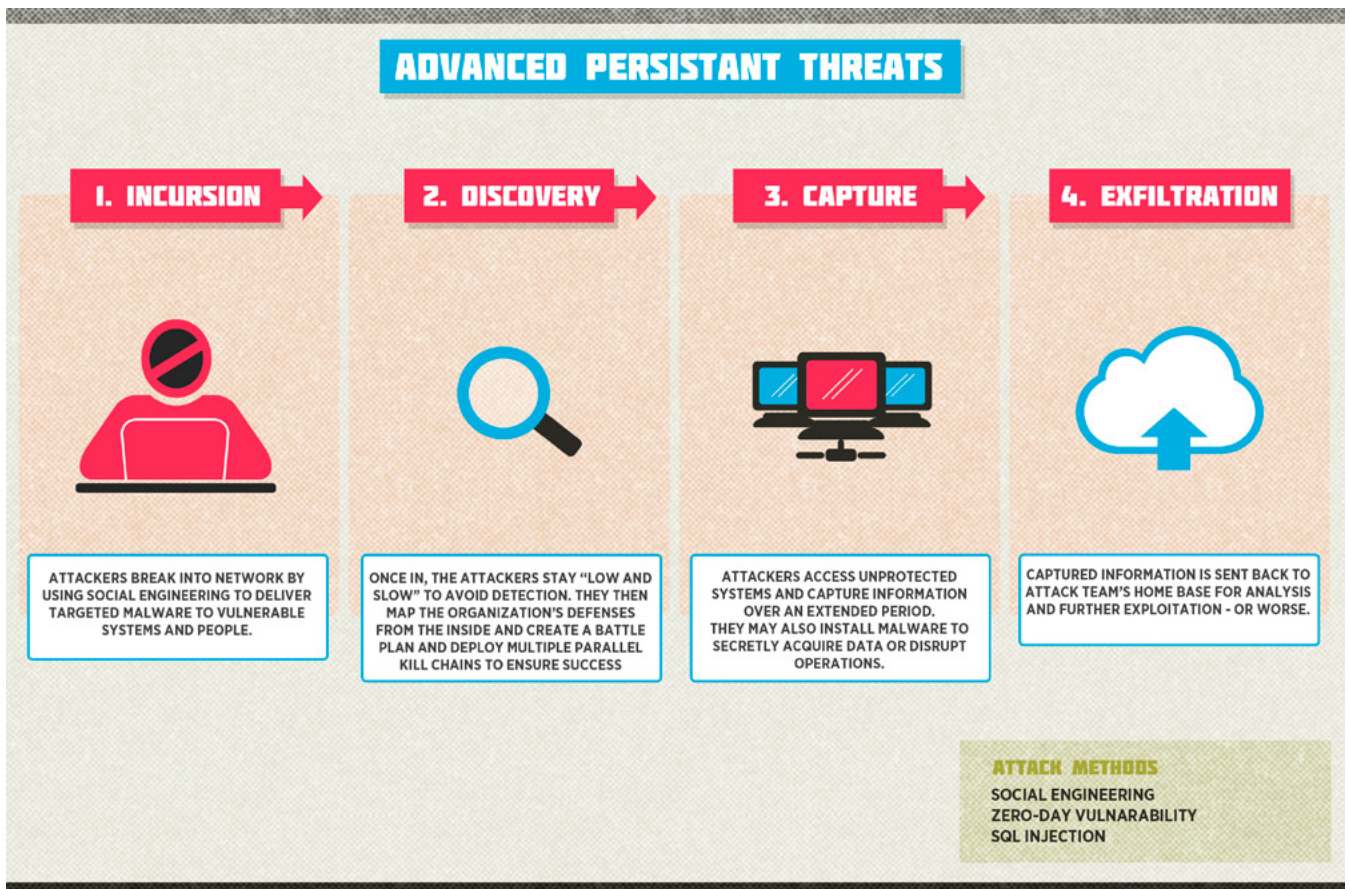 ADVANCED PERSISTANT THREATS
1. INCURSION
ATTACKERS BREAK INTO NETWORK BY
USING SOCIAL ENGINEERING TO DELIVER
TARGETED MALWARE TO VULNERABLE
SYSTEMS AND PEOPLE.
2. DISCOVERY
ONCE IN, THE ATTACKERS STAY “LOW AND
SLOW” TO AVOID DETECTION. THEY THEN
MAP THE ORGANIZATION’S DEFENSES
FROM THE INSIDE AND CREATE A BATTLE
PLAN AND DEPLOY MULTIPLE PARALLEL
KILL CHAINS TO ENSURE SUCCESS
3. CAPTURE
ATTACKERS ACCESS UNPROTECTED
SYSTEMS AND CAPTURE INFORMATION
OVER AN EXTENDED PERIOD.
THEY MAY ALSO INSTALL MALWARE TO
SECRETLY ACQUIRE DATA OR DISRUPT
OPERATIONS.
4. EXFILTRATION
CAPTURED INFORMATION IS SENT BACK TO
ATTACK TEAM’S HOME BASE FOR ANALYSIS
AND FURTHER EXPLOITATION - OR WORSE.
ATTACK METHODS
SOCIAL ENGINEERING
ZERO-DAY VULNARABILITY
SQL INJECTION